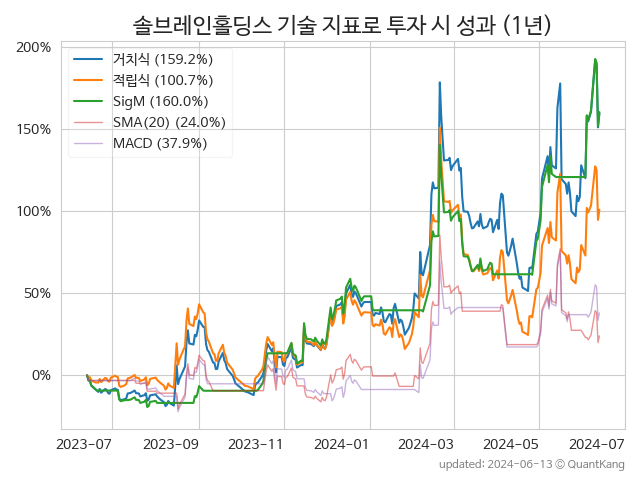 솔브레인홀딩스 기술 지표로 투자 시 성과 (1년)
200%
150%
100%
50%
0%
거치식 (159.2%)
적립식 (100.7%)
SigM (160.0%)
SMA(20) (24.0%)
MACD (37.9%)
2023-07 2023-09 2023-11 2024-01 2024-03 2024-05 2024-07
updated: 2024-06-13 ⓒ QuantKang